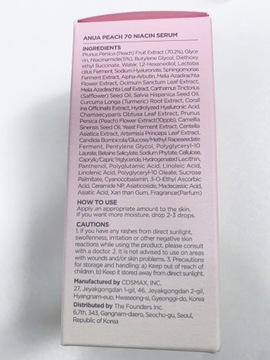 ANUA PEACH 70 NIACIN SERUM
INGREDIENTS
Prunus Persica (Peach) Fruit Extract (70.2%), Glyce
rin, Niacinamide(5%), Butylene Glycol, Diethoxy
ethyl Succinate, Water, 1,2-Hexanediol, Lactoba
cillus Ferment, Sodium Hyaluronate, Sphingomonas
Ferment Extract, Alpha-Arbutin, Melia Azadirachta
Flower Extract, Ocimum Sanctum Leaf Extract,
Melia Azadirachta Leaf Extract, Carthamus Tinctorius
(Safflower) Seed Oil, Salvia Hispanica Seed Oil,
Curcuma Longa (Turmeric) Root Extract, Corall
ina Officinalis Extract, Hydrolyzed Hyaluronic Acid,
Chamaecyparis Obtusa Leaf Extract, Prunus
Persica (Peach) Flower Extract(10ppb), Camellia
Sinensis Seed Oil, Yeast Ferment Extract, Centella
Asiatica Extract, Artemisia Princeps Leaf Extract,
Candida Bombicola/Glucose/Methyl Rapeseedate
Ferment, Pentylene Glycol, Polyglyceryl-10
Laurate, Betaine Salicylate, Sodium Phytate, Cellulose,
Caprylic/Capric Triglyceride, Hydrogenated Lecithin,
Panthenol, Polyglutamic Acid, Linoleic Acid,
Linolenic Acid, Polyglyceryl-10 Oleate, Sucrose
Palmitate, Cyanocobalamin, 3-O-Ethyl Ascorbic
Acid, Ceramide NP, Asiaticoside, Madecassic Acid,
Asiatic Acid, Xanthan Gum, Fragrance(Parfum)
HOW TO USE
Apply an appropriate amount to the skin.
If you want more moisture, drop 2-3 drops.
CAUTIONS
1. If you have any rashes from direct sunlight,
swollenness, irritation or other negative skin
reactions while using the product, please consult
with a doctor 2. It is not advised to use on areas
with wounds and/or skin problems. 3. Precautions
for storage and handling: a) Keep out of reach of
children. b) Keep it stored away from direct sunlight.
Manufactured by COSMAX, INC.
27, Jeyakgongdan 1-gil, 46, Jeyakgongdan 2-gil,
Hyangnam-eup, Hwaseong-si, Gyeonggi-do, Korea
Distributed by The Founders Inc.
6,7th, 343, Gangnam-daero, Seocho-gu, Seoul,
Republic of Korea